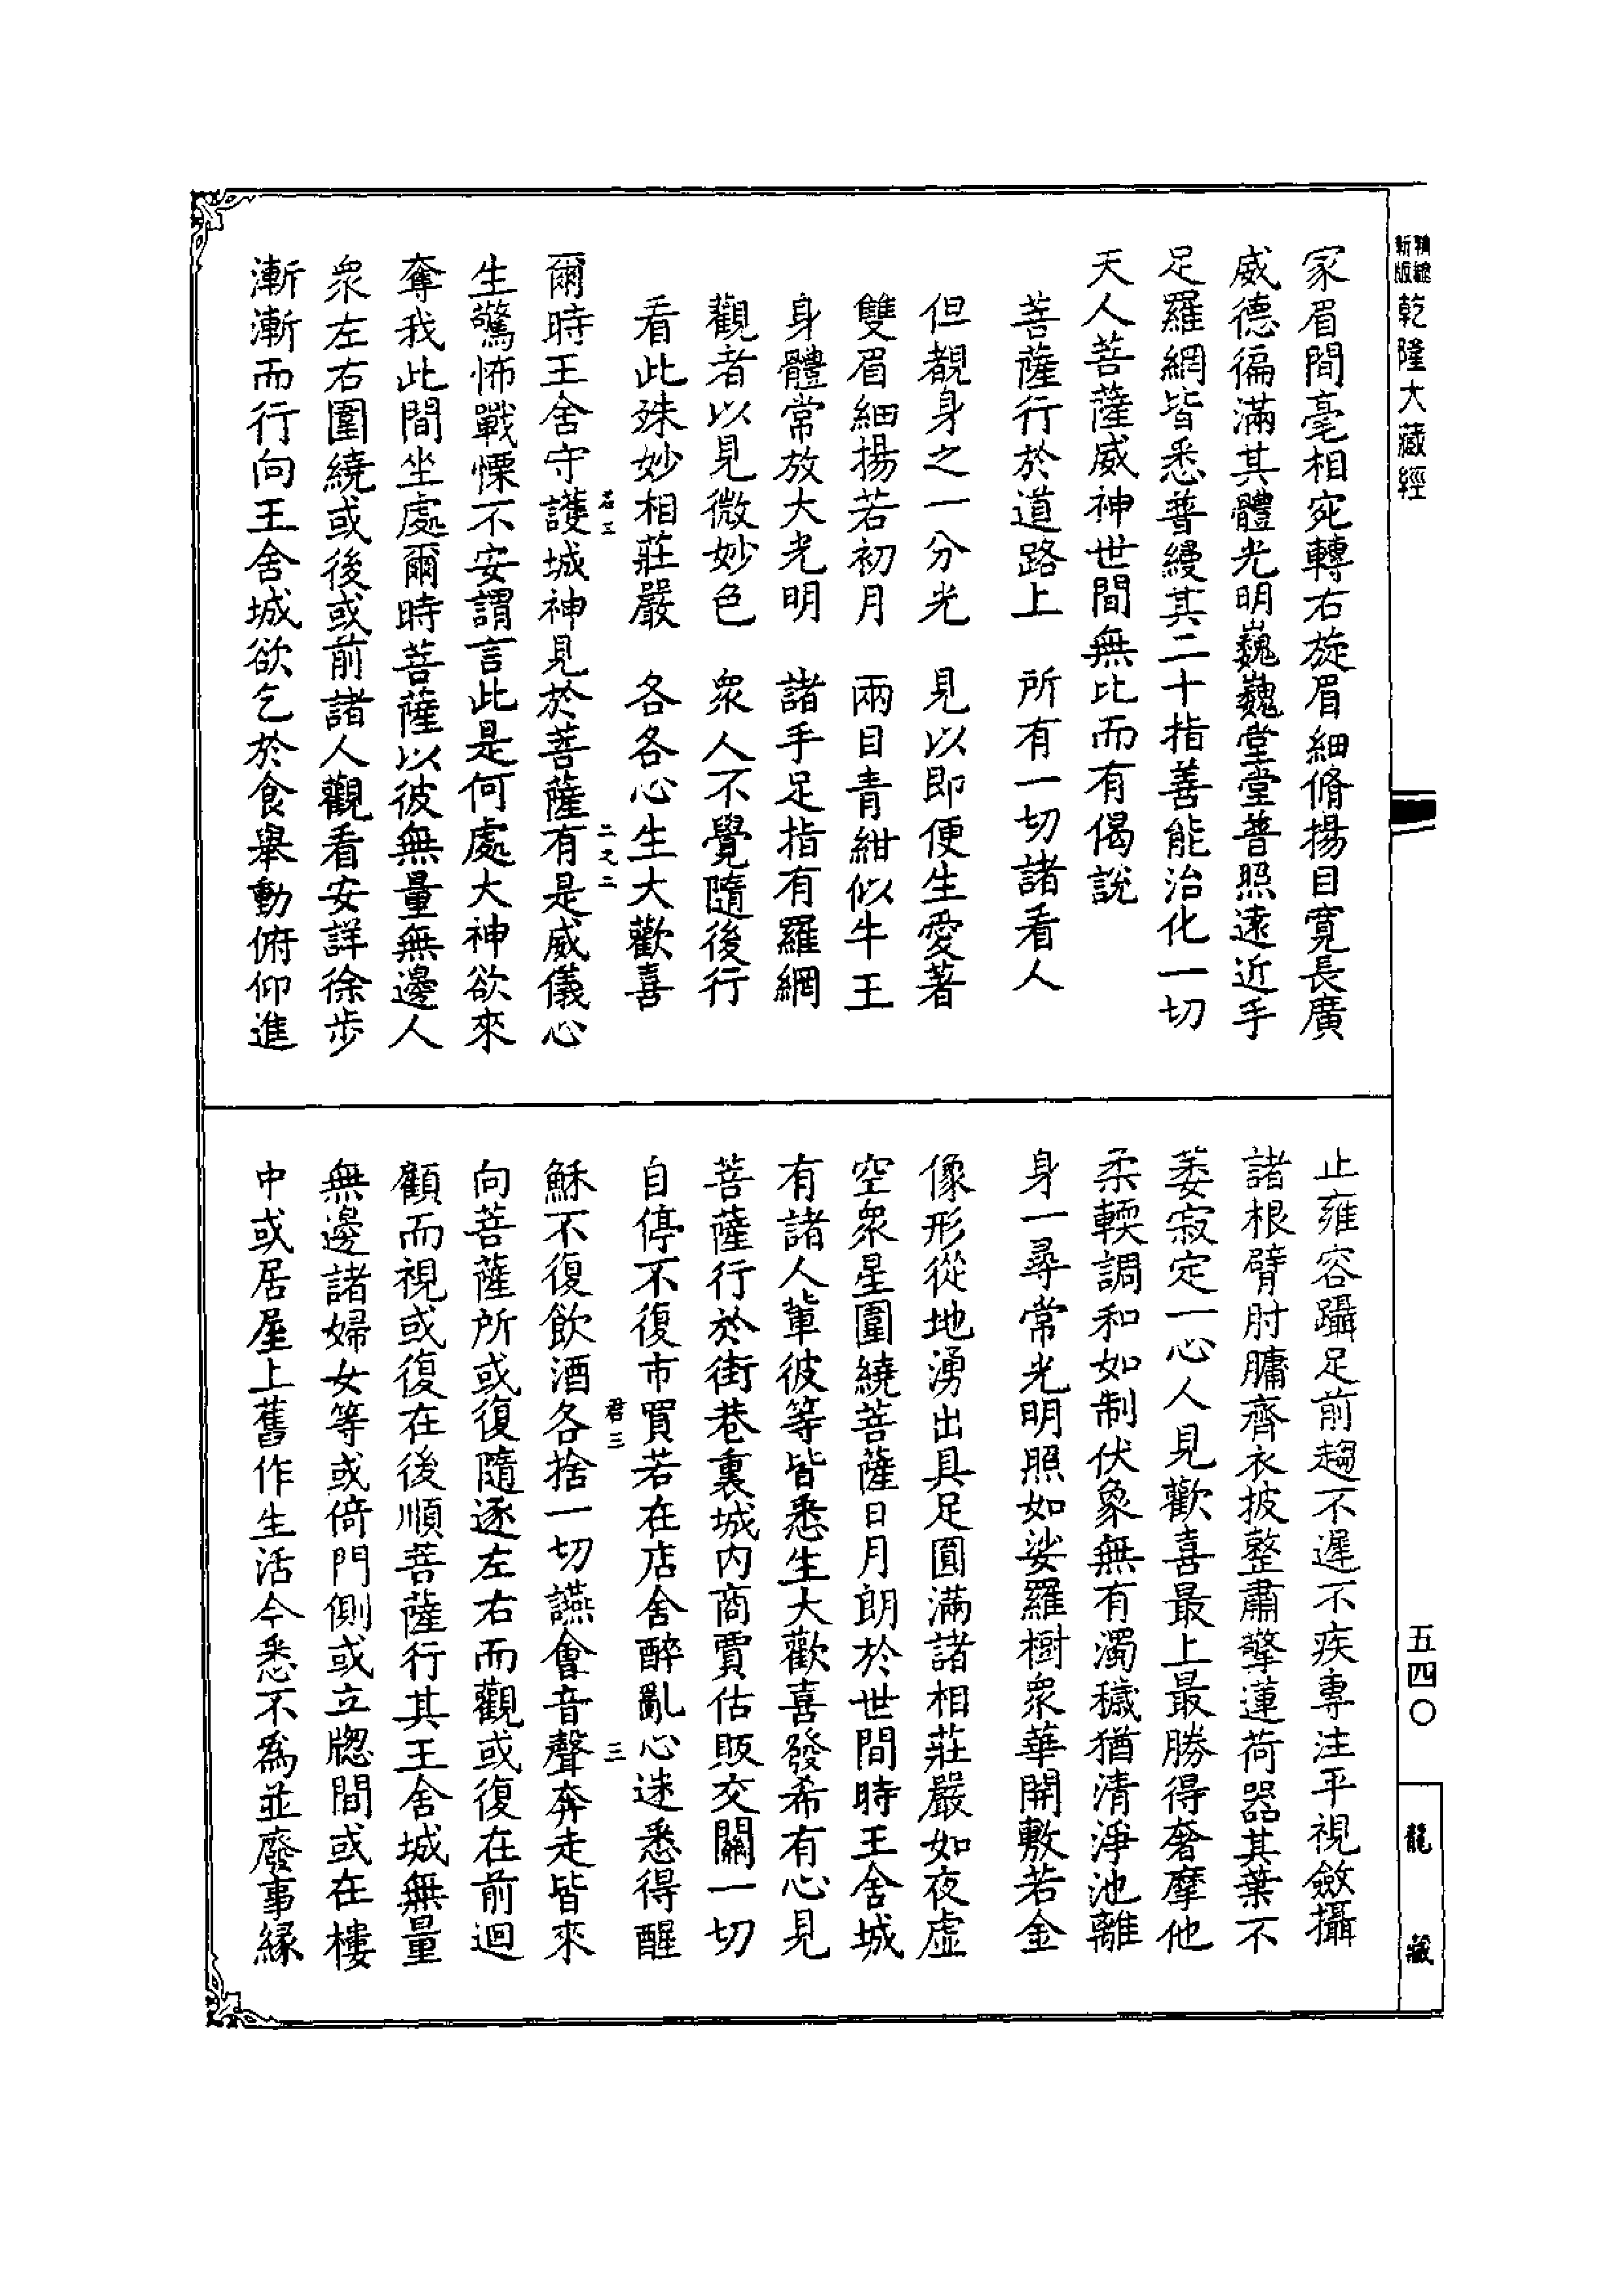 新版精縮乾隆大藏經
家眉間毫相宛轉右旋眉細脩揚目寬長廣
威德徧滿其體光明巍巍堂堂普照遠近手
足羅網皆悉普縵其二十指善能治化一切
天人菩薩威神世間無比而有偈說
菩薩行於道路上　所有一切諸看人
但覩身之一分光　見以即便生愛著
雙眉細揚若初月　兩目青紺似牛王
身體常放大光明　諸手足指有羅網
觀者以見微妙色　衆人不覺隨後行
看此殊妙相莊嚴　各各心生大歡喜
君三　二之二
爾時王舍守護城神見於菩薩有是威儀心
生驚怖戰慄不安謂言此是何處大神欲來
奪我此間坐處爾時菩薩以彼無量無邊人
衆左右圍繞或後或前諸人觀看安詳徐步
漸漸而行向王舍城欲乞於食舉動俯仰進
止雍容躡足前趨不遲不疾專注平視斂攝
諸根臂肘𦟛齊衣披整肅擎蓮荷器其葉不
萎寂定一心人見歡喜最上最勝得奢摩他
柔輭調和如制伏象無有濁穢猶清淨池離
身一尋常光明照如娑羅樹衆華開敷若金
像形從地湧出具足圓滿諸相莊嚴如夜虛
空衆星圍繞菩薩日月朗於世間時王舍城
有諸人輩彼等皆悉生大歡喜發希有心見
菩薩行於街巷裏城内商賈估販交關一切
自停不復市買若在店舍醉亂心迷悉得醒
君三　三
穌不復飲酒各捨一切讌會音聲奔走皆來
向菩薩所或復隨逐左右而觀或復在前迴
顧而視或復在後順菩薩行其王舍城無量
無邊諸婦女等或倚門側或立牎間或在樓
中或居屋上舊作生活今悉不為並廢事緣
五四〇
龍藏